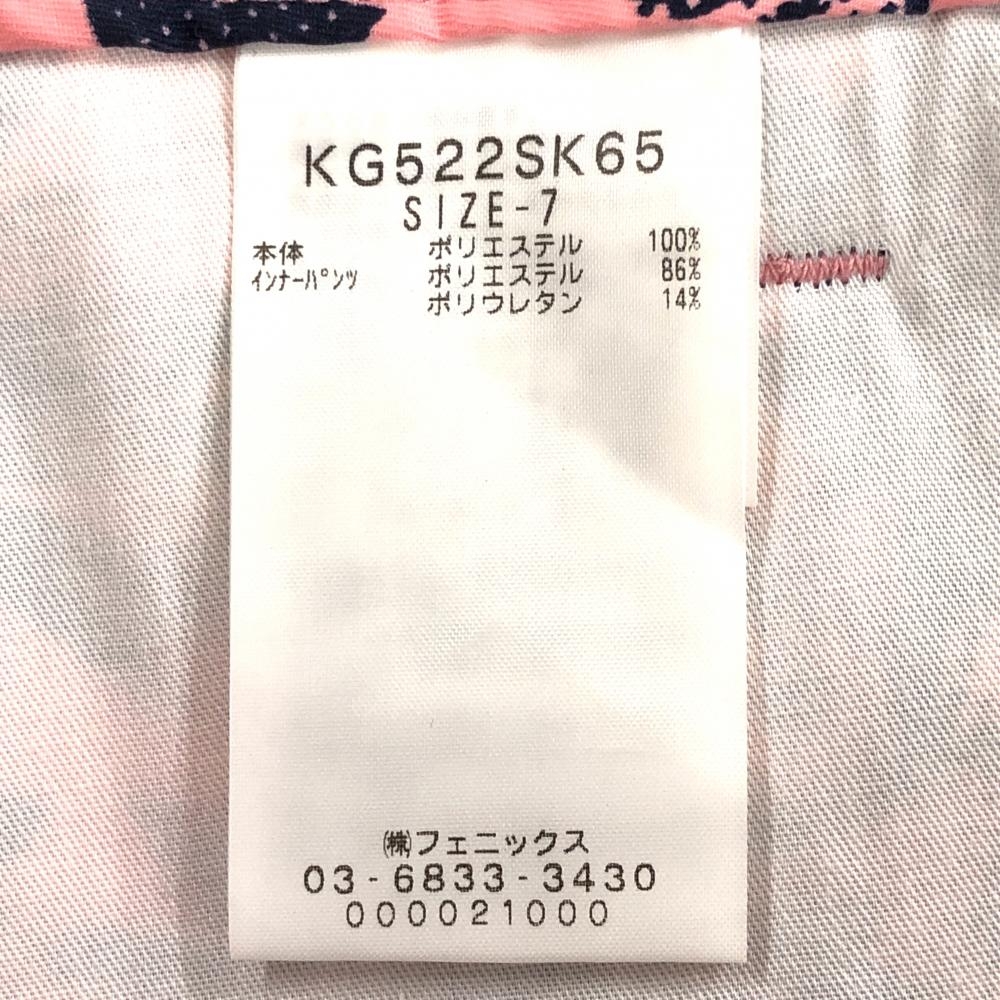 KG522SK65
SIZE-7
本体 ポリエステル 100%
インナーパンツ ポリエステル 86%
ポリウレタン 14%
㈱フェニックス
03-6833-3430
000021000